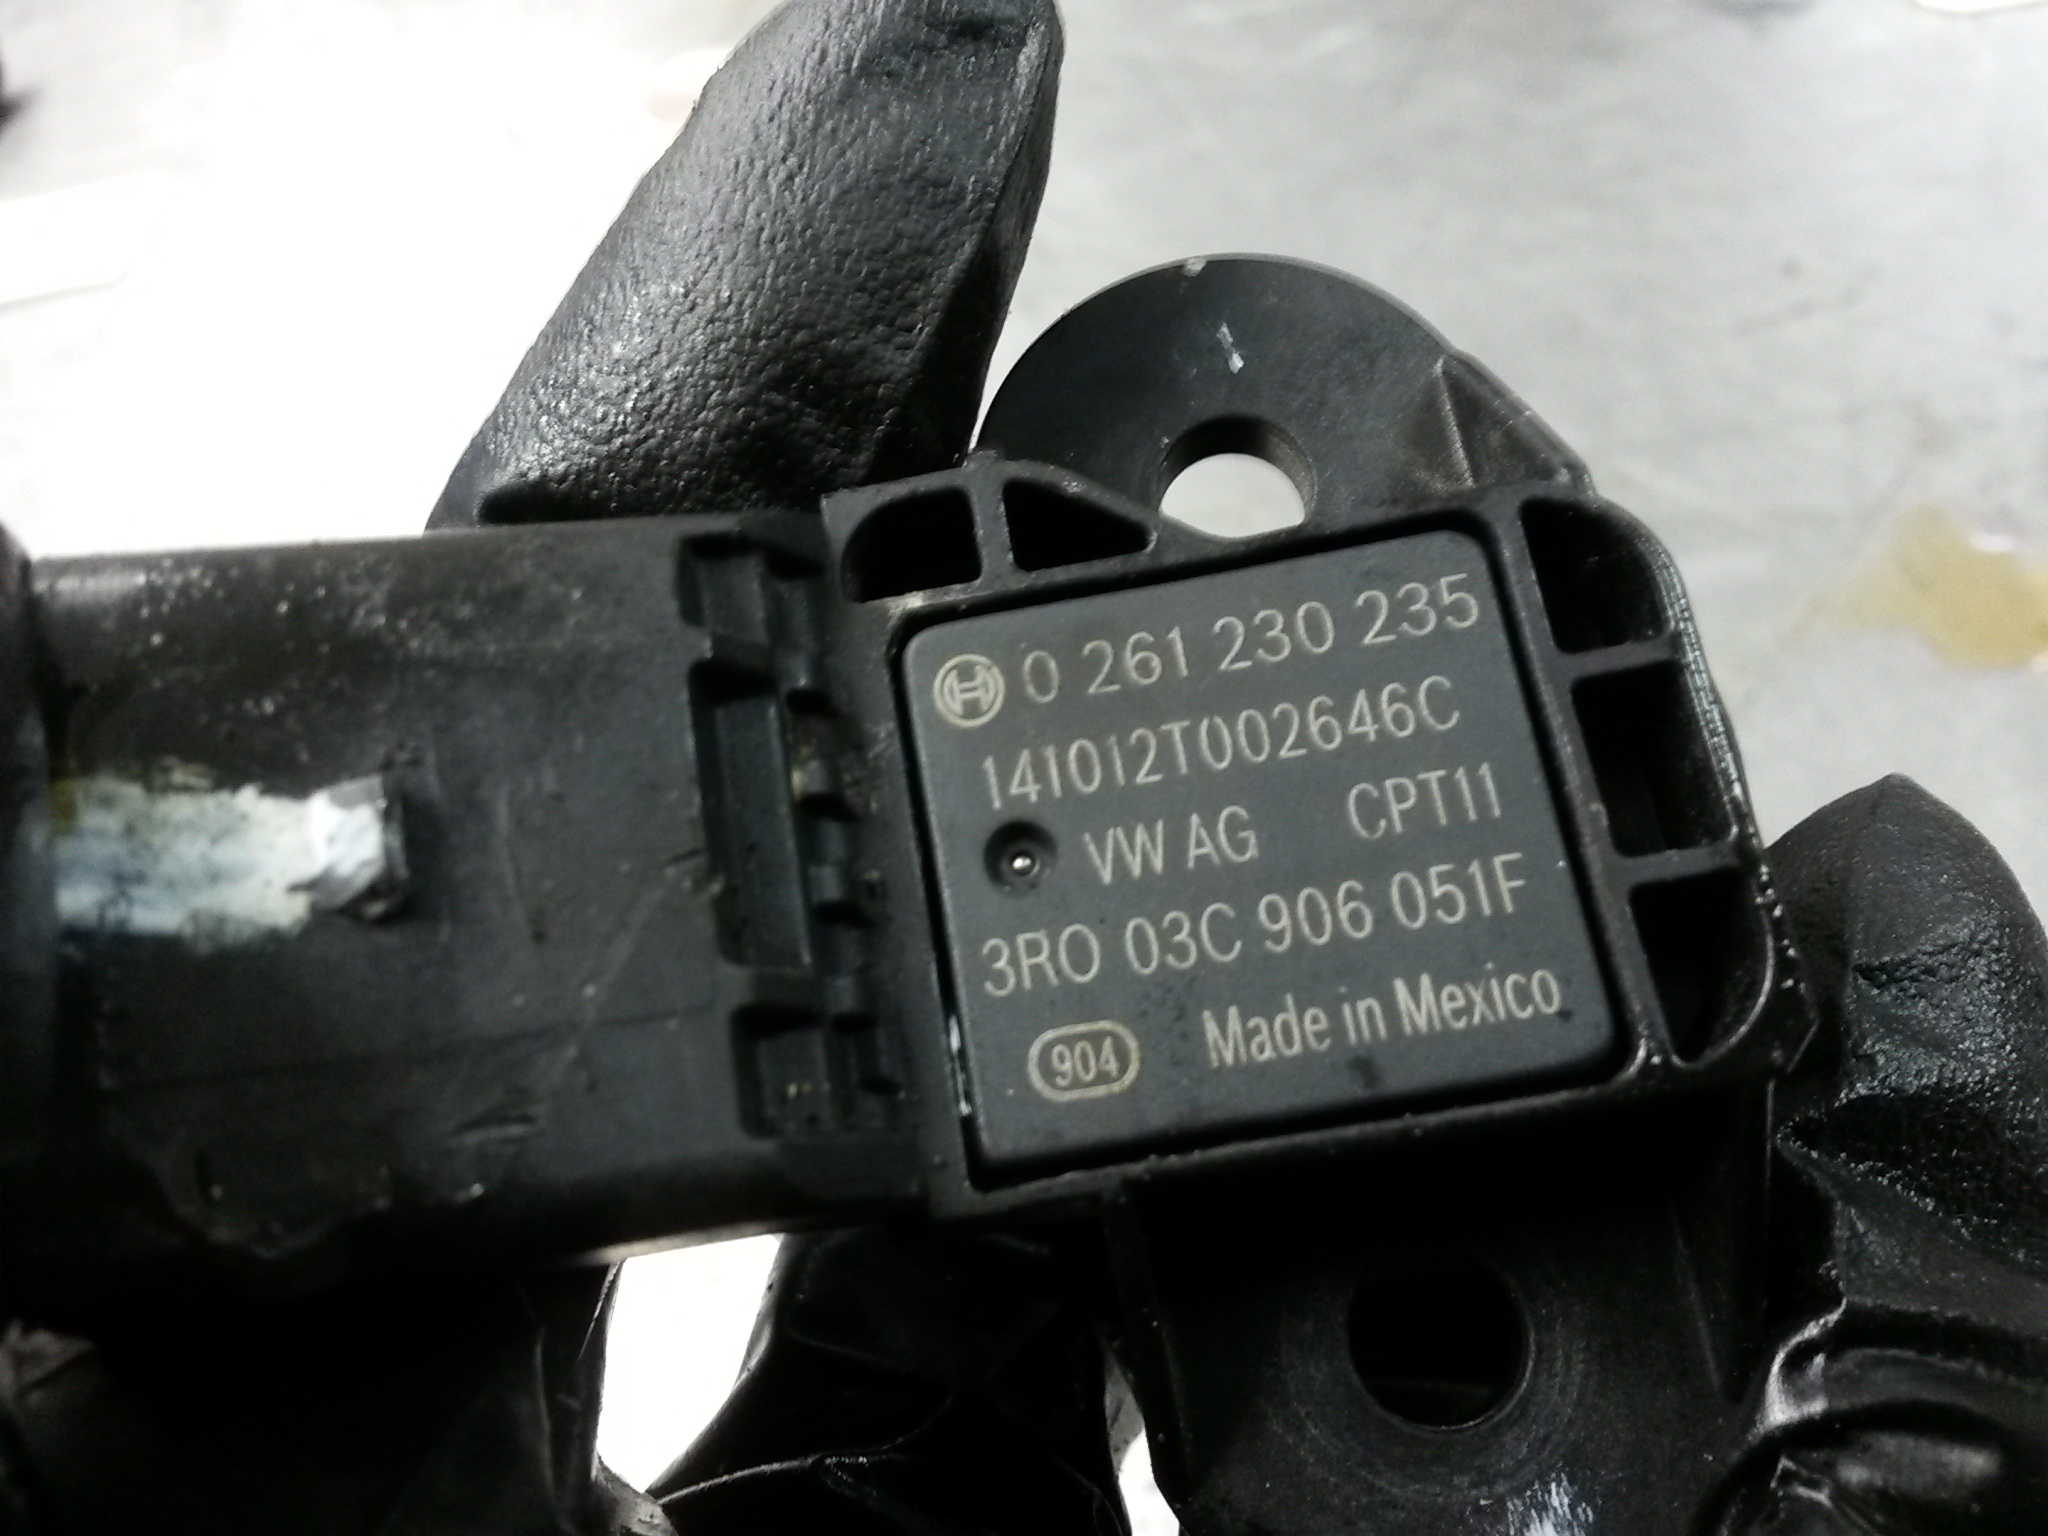 0 261 230 235
141012T002646C
VW AG CPT11
3RO 03C 906 051F
904 Made in Mexico